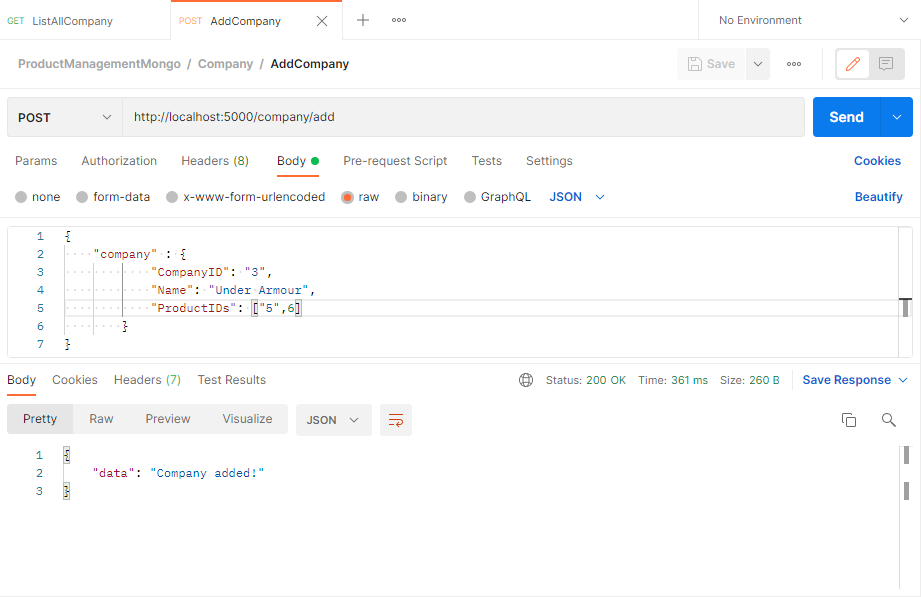 GET ListAllCompany POST AddCompany No Environment
ProductManagementMongo / Company / AddCompany Save
POST http://localhost:5000/company/add Send
Params Authorization Headers (8) Body Pre-request Script Tests Settings Cookies
none form-data x-www-form-urlencoded raw binary GraphQL JSON Beautify
1 {
2 "company" : {
3 "CompanyID": "3",
4 "Name": "Under Armour",
5 "ProductIDs": ["5",6]
6 }
7 }
Body Cookies Headers (7) Test Results Status: 200 OK Time: 361 ms Size: 260 B Save Response
Pretty Raw Preview Visualize JSON
1 {
2 "data": "Company added!"
3 }